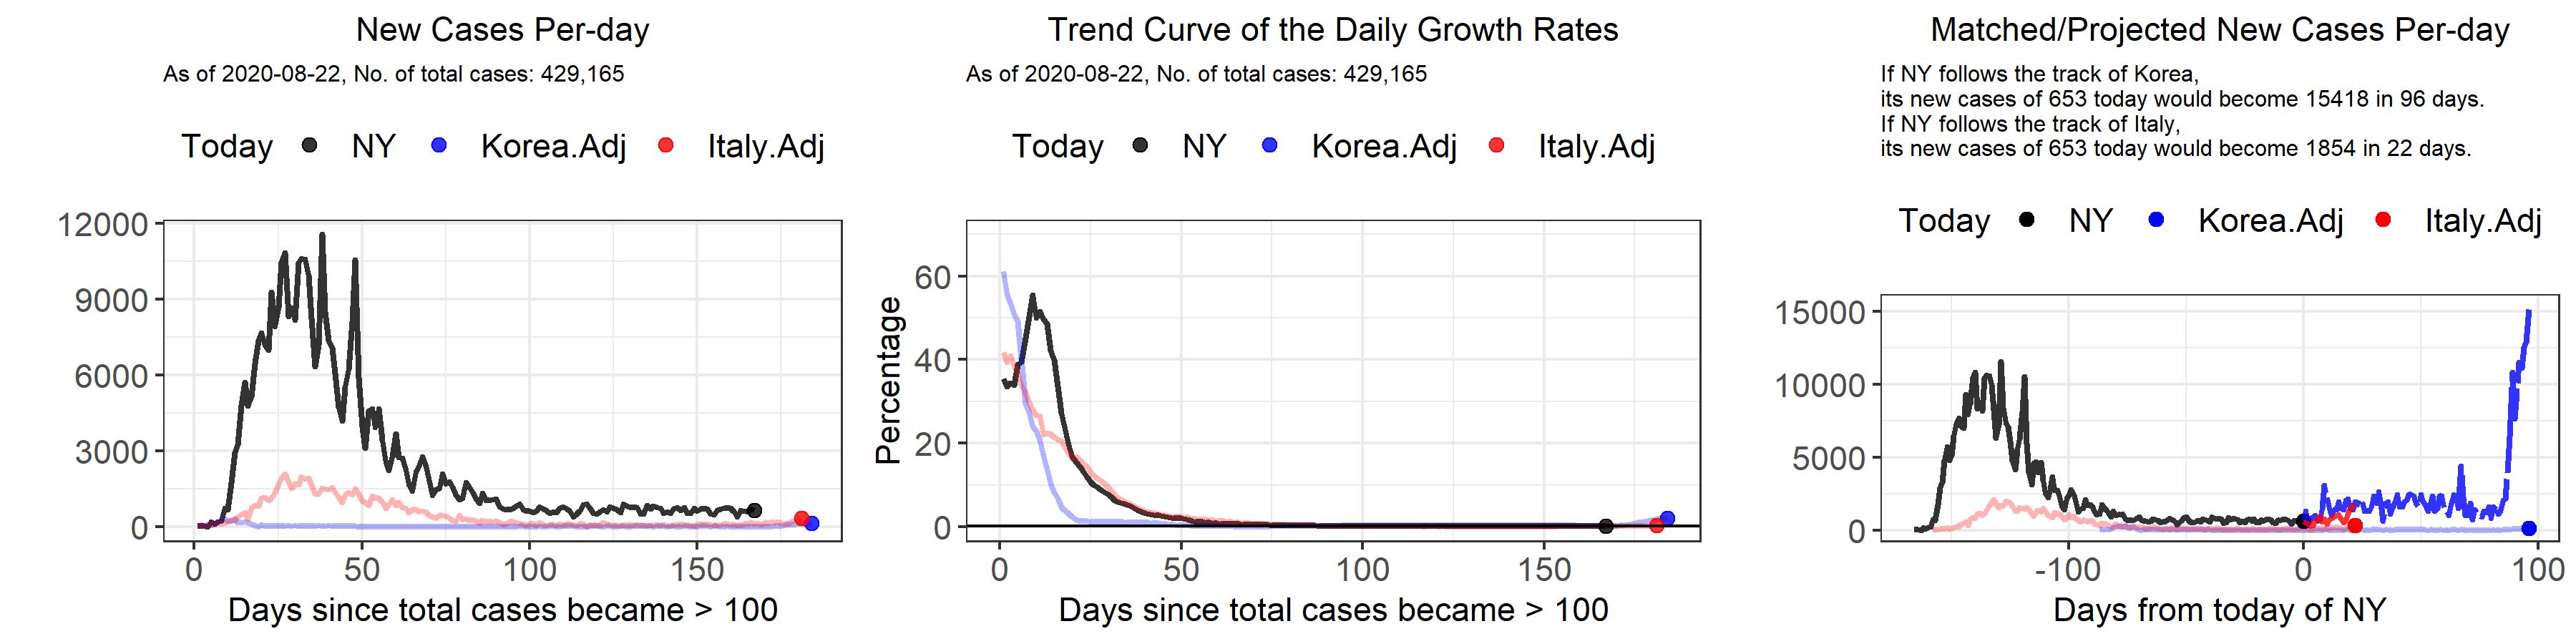 New Cases Per-day
As of 2020-08-22, No. of total cases: 429,165
Today NY Korea.Adj Italy.Adj
12000
9000
6000
3000
0
0 50 100 150
Days since total cases became > 100
Trend Curve of the Daily Growth Rates
As of 2020-08-22, No. of total cases: 429,165
Today NY Korea.Adj Italy.Adj
Percentage
60
40
20
0
0 50 100 150
Days since total cases became > 100
Matched/Projected New Cases Per-day
If NY follows the track of Korea,
its new cases of 653 today would become 15418 in 96 days.
If NY follows the track of Italy,
its new cases of 653 today would become 1854 in 22 days.
Today NY Korea.Adj Italy.Adj
15000
10000
5000
0
-100 0 100
Days from today of NY